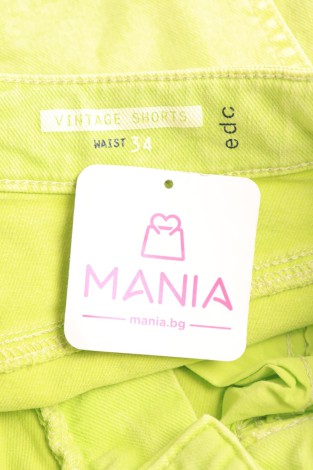 VINTAGE SHORTS
WAIST 34
edc
MANIA
mania.bg